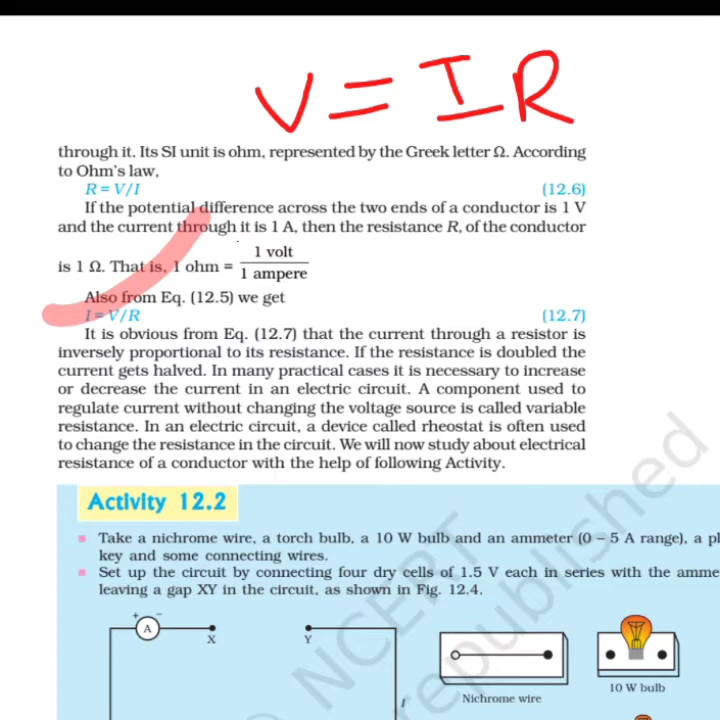 V = IR
through it. Its SI unit is ohm, represented by the Greek letter Ω. According
to Ohm's law,
R = V/I (12.6)
If the potential difference across the two ends of a conductor is 1 V
and the current through it is 1 A, then the resistance R, of the conductor
is 1 Ω. That is, 1 ohm = 1 volt / 1 ampere
Also from Eq. (12.5) we get
I = V/R (12.7)
It is obvious from Eq. (12.7) that the current through a resistor is
inversely proportional to its resistance. If the resistance is doubled the
current gets halved. In many practical cases it is necessary to increase
or decrease the current in an electric circuit. A component used to
regulate current without changing the voltage source is called variable
resistance. In an electric circuit, a device called rheostat is often used
to change the resistance in the circuit. We will now study about electrical
resistance of a conductor with the help of following Activity.
Activity 12.2
Take a nichrome wire, a torch bulb, a 10 W bulb and an ammeter (0 – 5 A range), a pl
key and some connecting wires.
Set up the circuit by connecting four dry cells of 1.5 V each in series with the amme
leaving a gap XY in the circuit, as shown in Fig. 12.4.
+ –
A
X
Y
I
Nichrome wire
10 W bulb
© NCERT
republished